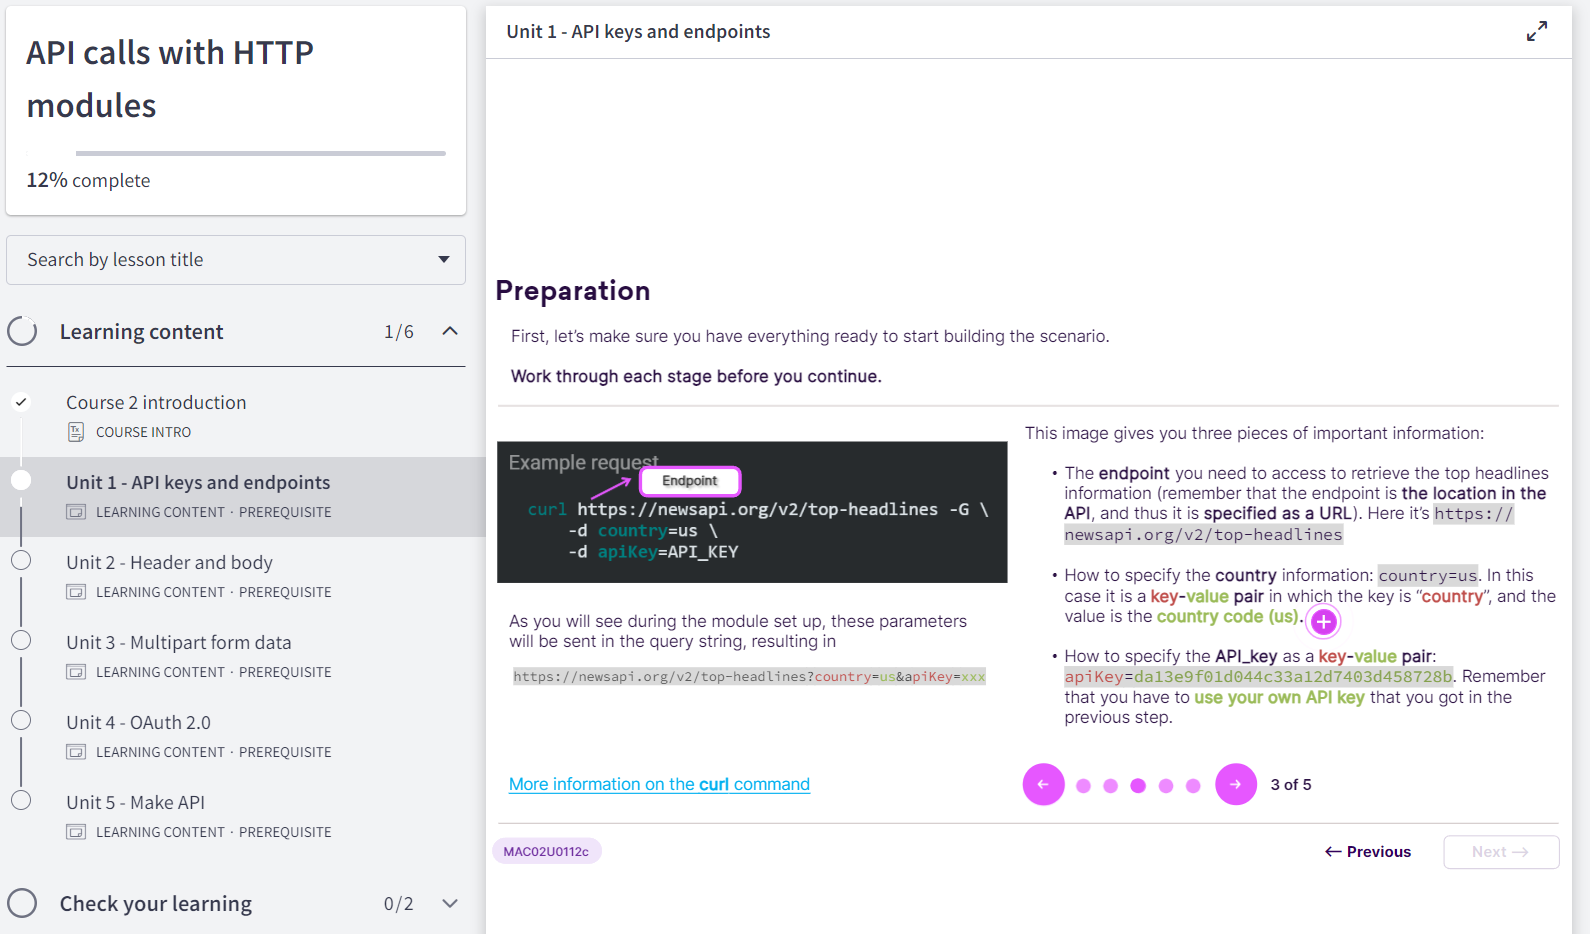 API calls with HTTP
modules
12% complete
Search by lesson title
Learning content 1/6
Course 2 introduction
COURSE INTRO
Unit 1 - API keys and endpoints
LEARNING CONTENT · PREREQUISITE
Unit 2 - Header and body
LEARNING CONTENT · PREREQUISITE
Unit 3 - Multipart form data
LEARNING CONTENT · PREREQUISITE
Unit 4 - OAuth 2.0
LEARNING CONTENT · PREREQUISITE
Unit 5 - Make API
LEARNING CONTENT · PREREQUISITE
Check your learning 0/2
Unit 1 - API keys and endpoints
Preparation
First, let's make sure you have everything ready to start building the scenario.
Work through each stage before you continue.
Example request
Endpoint
curl https://newsapi.org/v2/top-headlines -G \
-d country=us \
-d apiKey=API_KEY
As you will see during the module set up, these parameters
will be sent in the query string, resulting in
https://newsapi.org/v2/top-headlines?country=us&apiKey=xxx
More information on the curl command
This image gives you three pieces of important information:
• The endpoint you need to access to retrieve the top headlines
information (remember that the endpoint is the location in the
API, and thus it is specified as a URL). Here it's https://
newsapi.org/v2/top-headlines
• How to specify the country information: country=us. In this
case it is a key-value pair in which the key is "country", and the
value is the country code (us).
• How to specify the API_key as a key-value pair:
apiKey=da13e9f01d044c33a12d7403d458728b. Remember
that you have to use your own API key that you got in the
previous step.
← → 3 of 5
MAC02U0112c
← Previous Next →